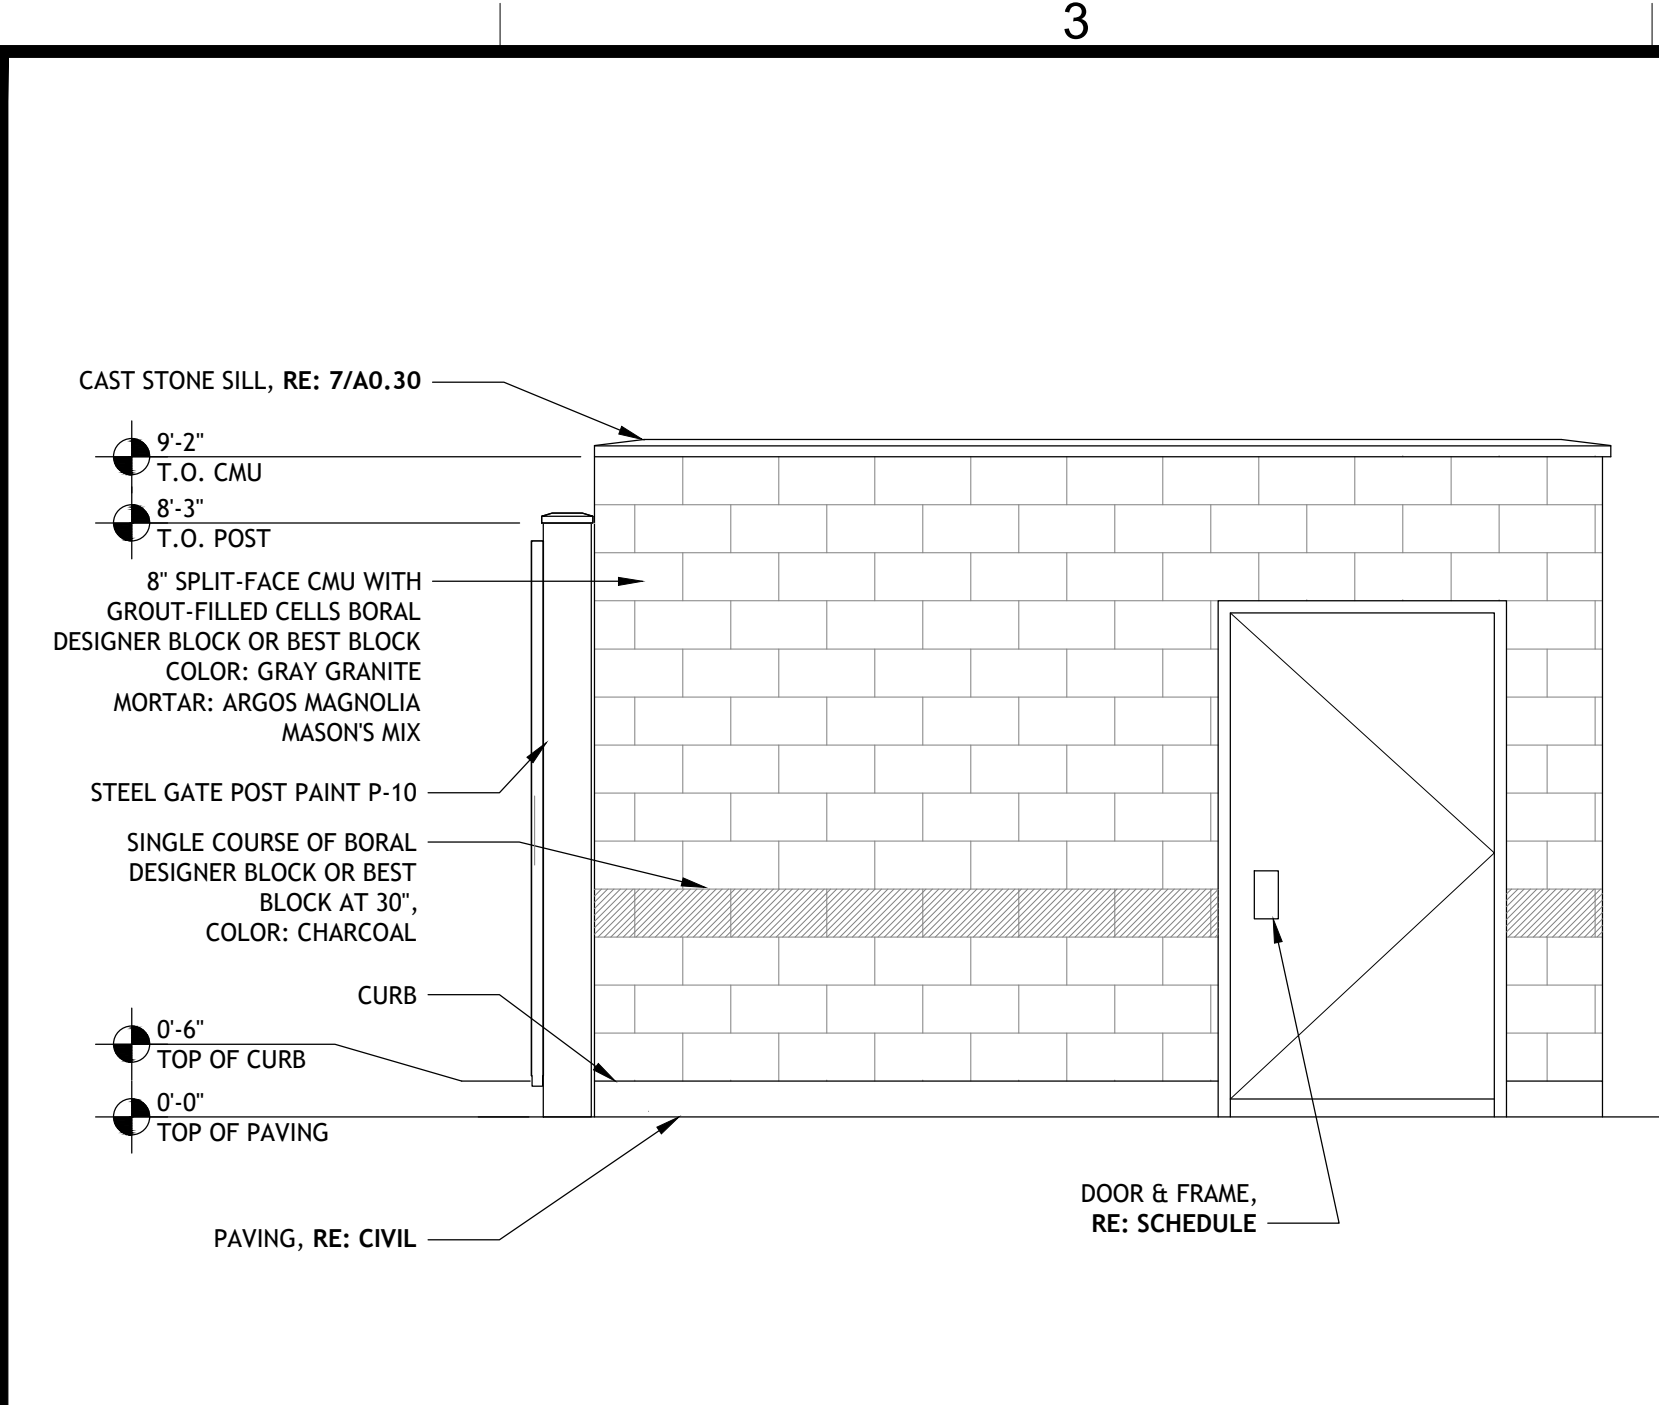 3
CAST STONE SILL, RE: 7/A0.30
9'-2"
T.O. CMU
8'-3"
T.O. POST
8" SPLIT-FACE CMU WITH
GROUT-FILLED CELLS BORAL
DESIGNER BLOCK OR BEST BLOCK
COLOR: GRAY GRANITE
MORTAR: ARGOS MAGNOLIA
MASON'S MIX
STEEL GATE POST PAINT P-10
SINGLE COURSE OF BORAL
DESIGNER BLOCK OR BEST
BLOCK AT 30",
COLOR: CHARCOAL
CURB
0'-6"
TOP OF CURB
0'-0"
TOP OF PAVING
DOOR & FRAME,
RE: SCHEDULE
PAVING, RE: CIVIL